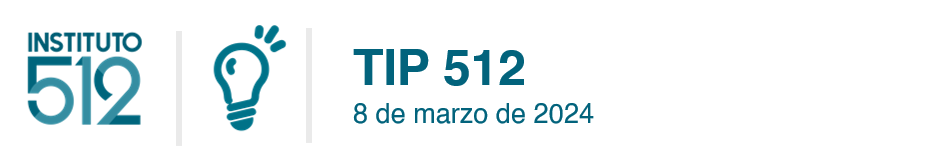 INSTITUTO
512
TIP 512
8 de marzo de 2024